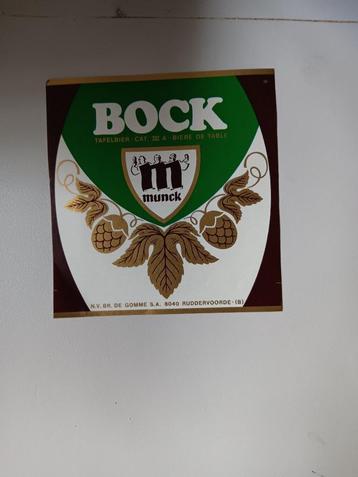 BOCK
TAFELBIER · CAT. III A · BIERE DE TABLE
m
munck
N.V. BR. DE GOMME S.A. 8040 RUDDERVOORDE · (B)